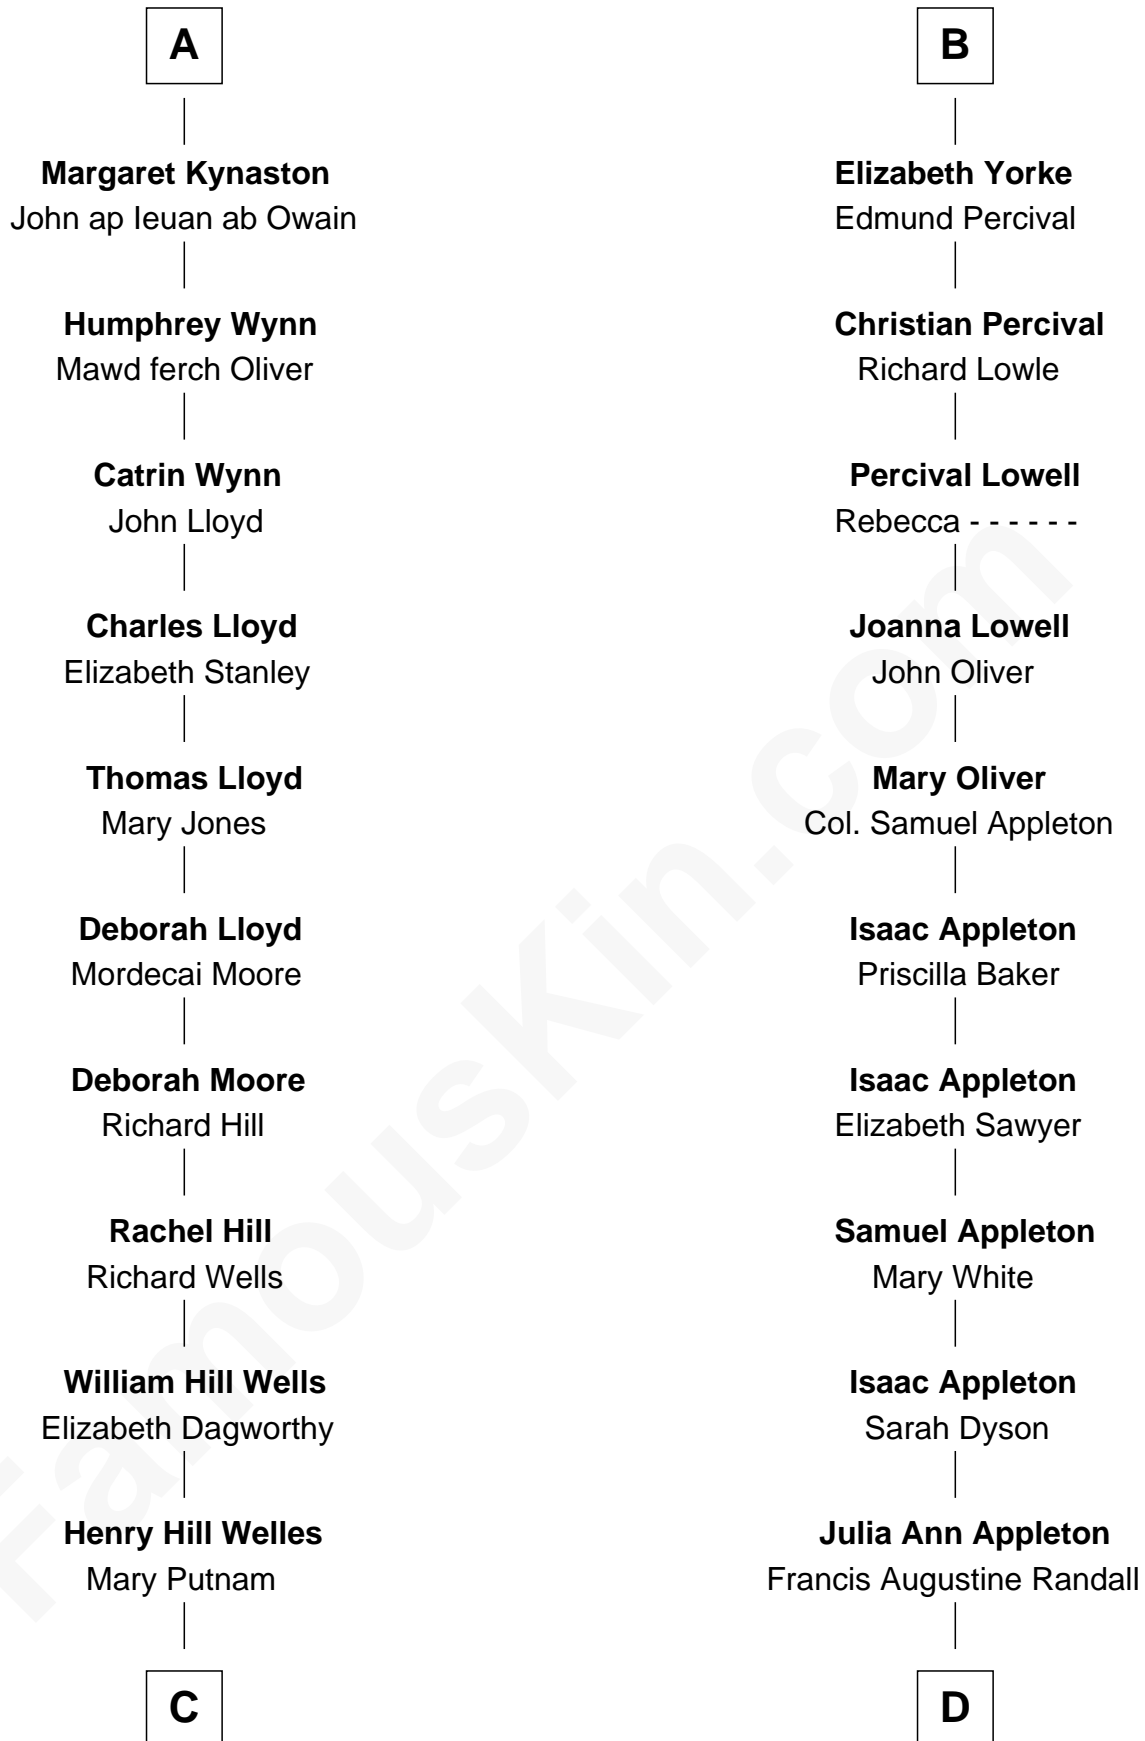 A
Margaret Kynaston
John ap Ieuan ab Owain
Humphrey Wynn
Mawd ferch Oliver
Catrin Wynn
John Lloyd
Charles Lloyd
Elizabeth Stanley
Thomas Lloyd
Mary Jones
Deborah Lloyd
Mordecai Moore
Deborah Moore
Richard Hill
Rachel Hill
Richard Wells
William Hill Wells
Elizabeth Dagworthy
Henry Hill Welles
Mary Putnam
C
B
Elizabeth Yorke
Edmund Percival
Christian Percival
Richard Lowle
Percival Lowell
Rebecca - - - - - -
Joanna Lowell
John Oliver
Mary Oliver
Col. Samuel Appleton
Isaac Appleton
Priscilla Baker
Isaac Appleton
Elizabeth Sawyer
Samuel Appleton
Mary White
Isaac Appleton
Sarah Dyson
Julia Ann Appleton
Francis Augustine Randall
D
FamousKin.com